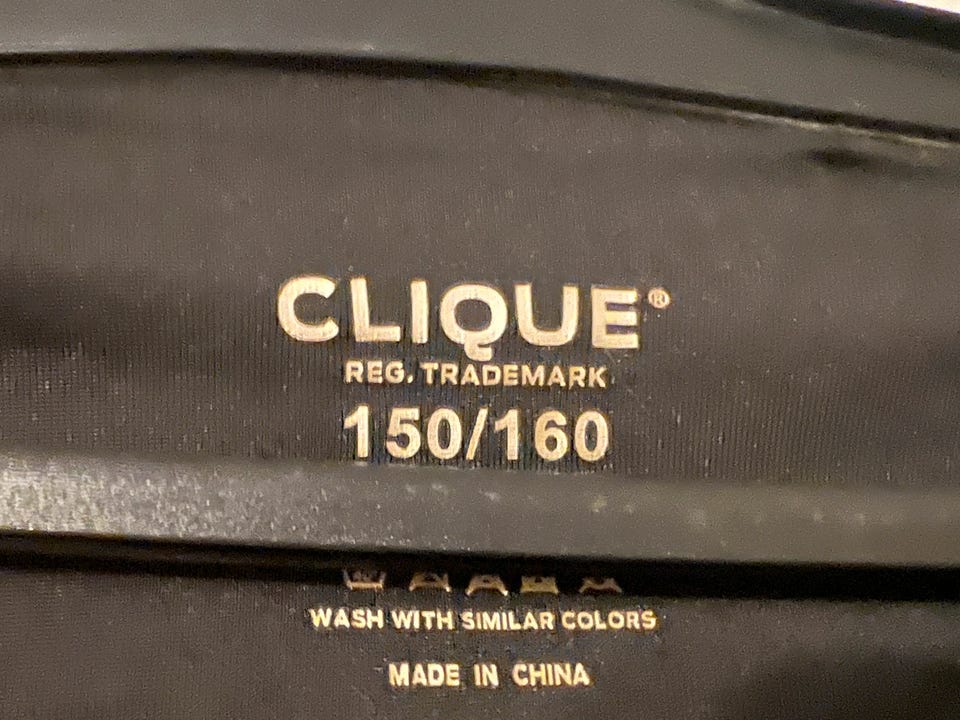 CLIQUE®
REG. TRADEMARK
150/160
WASH WITH SIMILAR COLORS
MADE IN CHINA